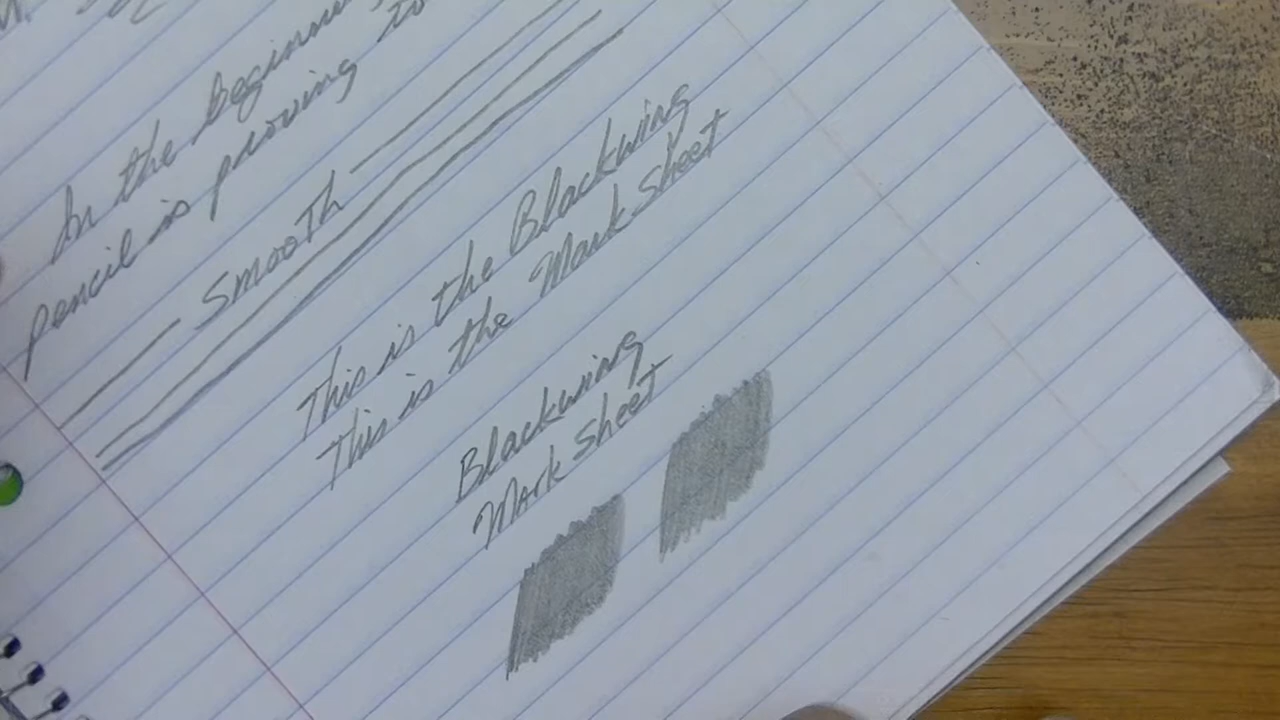 In the beginning
pencil is proving to
Smooth
This is the Blackwing
This is the Mark Sheet
Blackwing
Mark Sheet